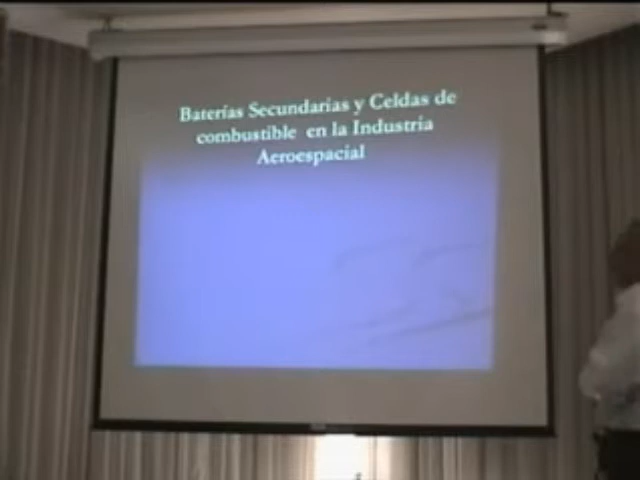 Baterías Secundarias y Celdas de
combustible en la Industria
Aeroespacial